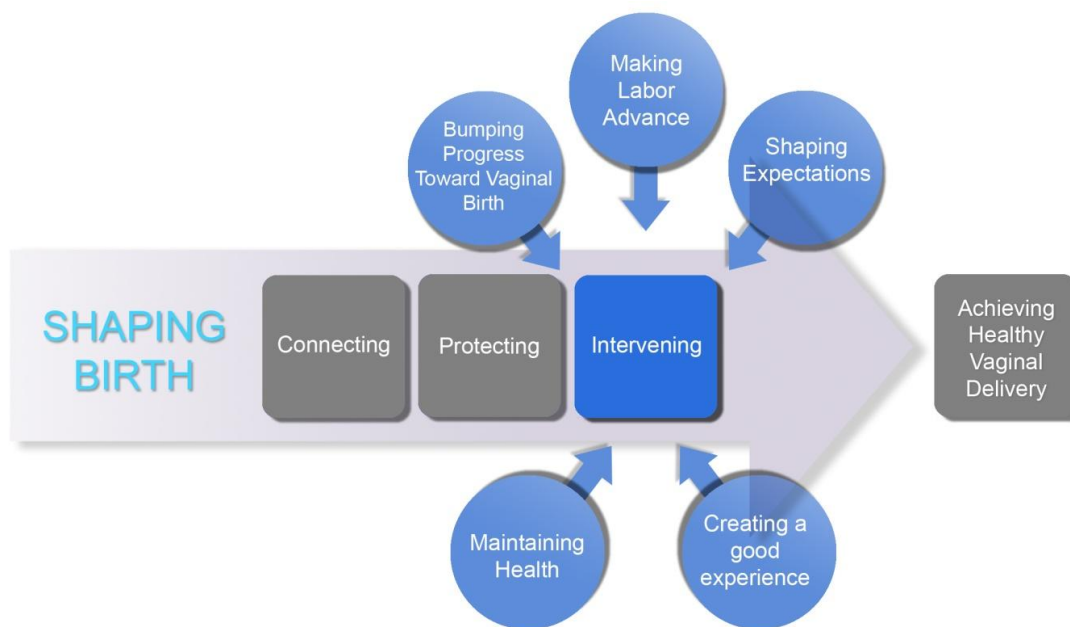 Making
Labor
Advance
Bumping
Progress
Toward Vaginal
Birth
Shaping
Expectations
SHAPING
BIRTH
Connecting
Protecting
Intervening
Achieving
Healthy
Vaginal
Delivery
Maintaining
Health
Creating a
good
experience